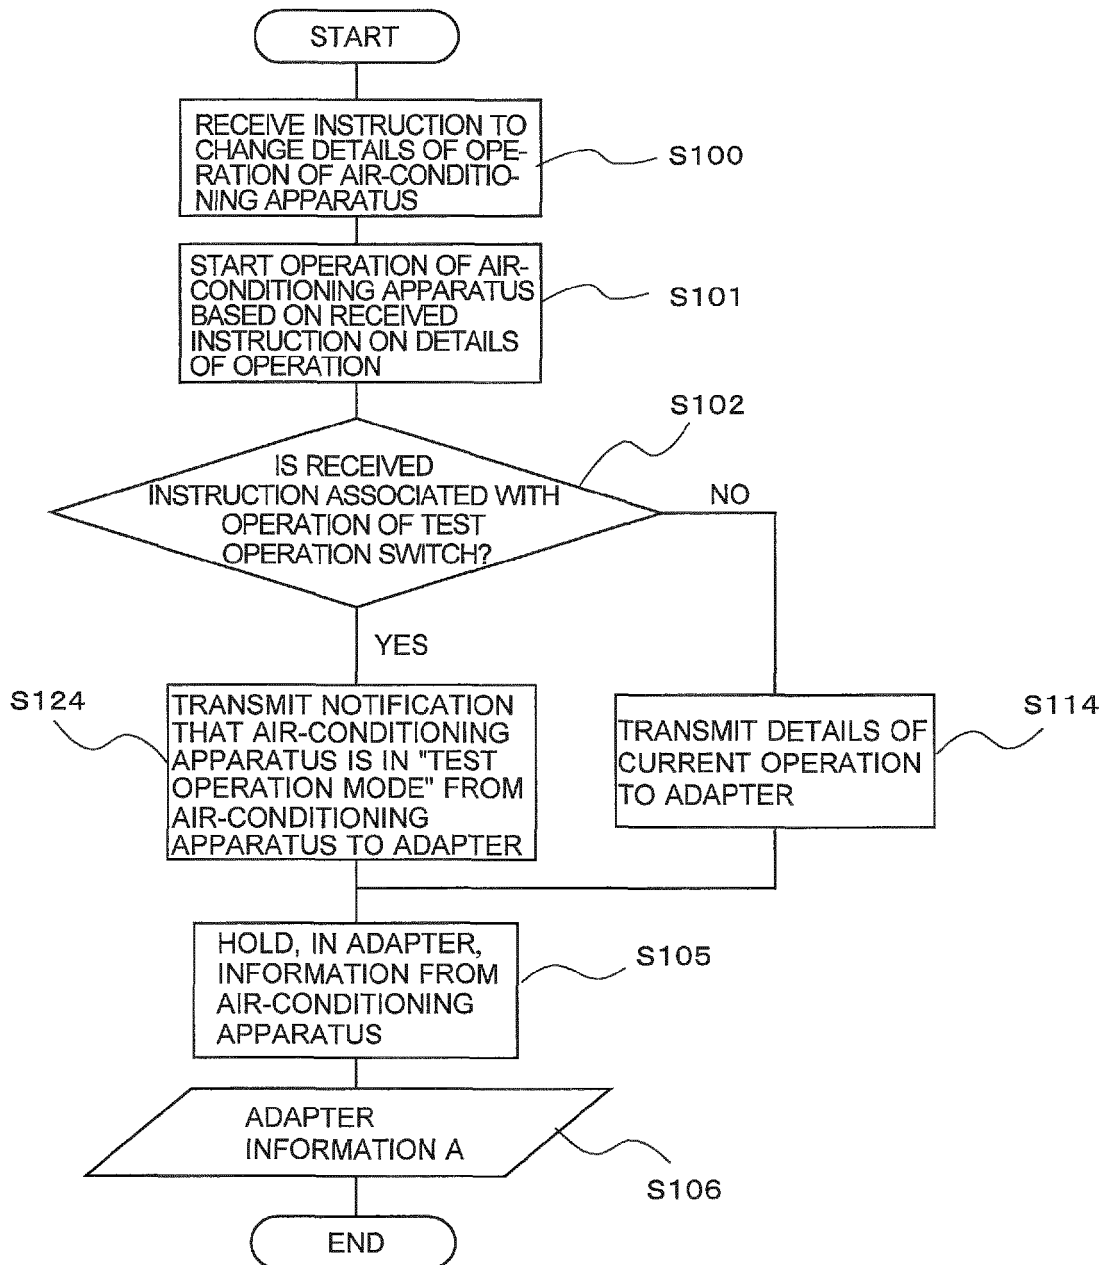 START
RECEIVE INSTRUCTION TO
CHANGE DETAILS OF OPE-
RATION OF AIR-CONDITIO-
NING APPARATUS
S100
START OPERATION OF AIR-
CONDITIONING APPARATUS
BASED ON RECEIVED
INSTRUCTION ON DETAILS
OF OPERATION
S101
S102
IS RECEIVED
INSTRUCTION ASSOCIATED WITH
OPERATION OF TEST
OPERATION SWITCH?
NO
YES
S124
TRANSMIT NOTIFICATION
THAT AIR-CONDITIONING
APPARATUS IS IN "TEST
OPERATION MODE" FROM
AIR-CONDITIONING
APPARATUS TO ADAPTER
TRANSMIT DETAILS OF
CURRENT OPERATION
TO ADAPTER
S114
HOLD, IN ADAPTER,
INFORMATION FROM
AIR-CONDITIONING
APPARATUS
S105
ADAPTER
INFORMATION A
S106
END